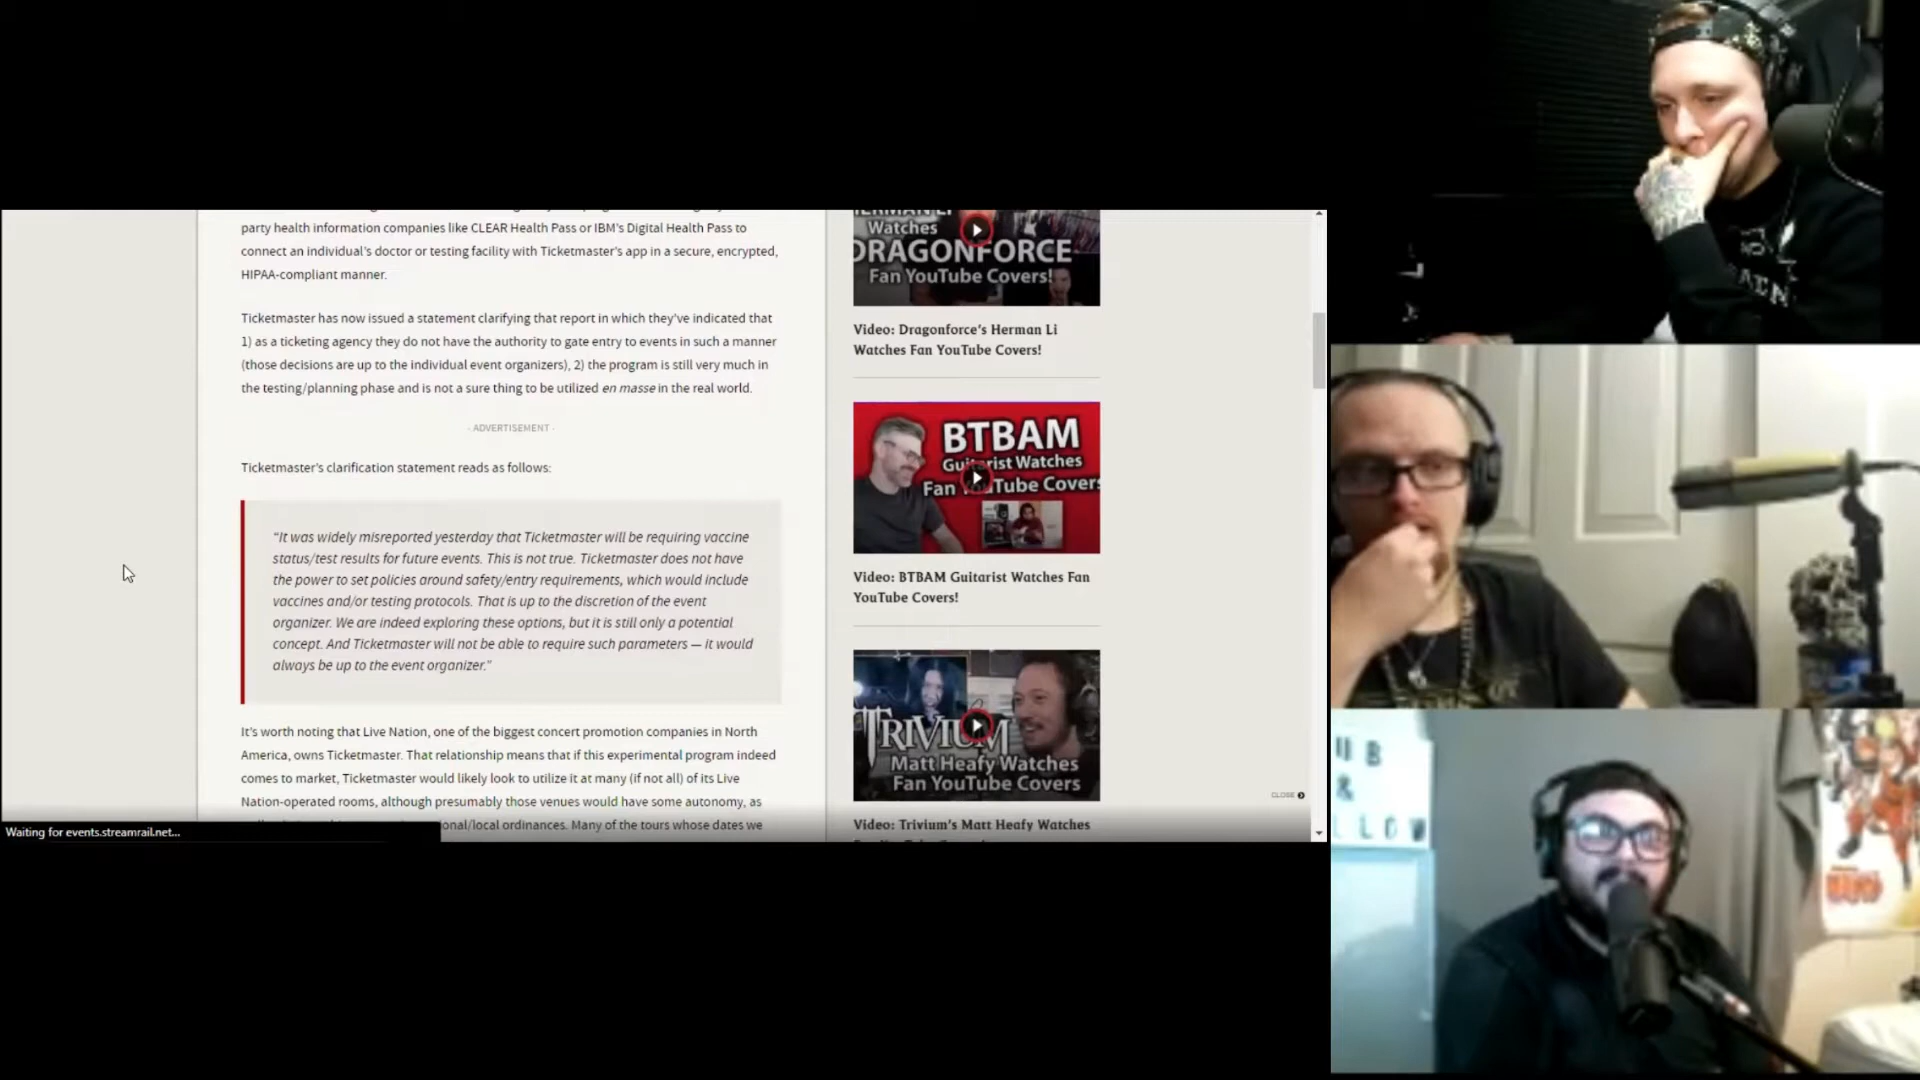 party health information companies like CLEAR Health Pass or IBM's Digital Health Pass to
connect an individual's doctor or testing facility with Ticketmaster's app in a secure, encrypted,
HIPAA-compliant manner.
Ticketmaster has now issued a statement clarifying that report in which they've indicated that
1) as a ticketing agency they do not have the authority to gate entry to events in such a manner
(those decisions are up to the individual event organizers), 2) the program is still very much in
the testing/planning phase and is not a sure thing to be utilized en masse in the real world.
- ADVERTISEMENT -
Ticketmaster's clarification statement reads as follows:
"It was widely misreported yesterday that Ticketmaster will be requiring vaccine
status/test results for future events. This is not true. Ticketmaster does not have
the power to set policies around safety/entry requirements, which would include
vaccines and/or testing protocols. That is up to the discretion of the event
organizer. We are indeed exploring these options, but it is still only a potential
concept. And Ticketmaster will not be able to require such parameters — it would
always be up to the event organizer."
It's worth noting that Live Nation, one of the biggest concert promotion companies in North
America, owns Ticketmaster. That relationship means that if this experimental program indeed
comes to market, Ticketmaster would likely look to utilize it at many (if not all) of its Live
Nation-operated rooms, although presumably those venues would have some autonomy, as
ordinances. Many of the tours whose dates we
Waiting for events.streamrail.net...
HERMAN LI
Watches
DRAGONFORCE
Fan YouTube Covers!
Video: Dragonforce's Herman Li
Watches Fan YouTube Covers!
BTBAM
Guitarist Watches
Fan YouTube Covers
Video: BTBAM Guitarist Watches Fan
YouTube Covers!
TRIVIUM
Matt Heafy Watches
Fan YouTube Covers
Video: Trivium's Matt Heafy Watches
CLOSE